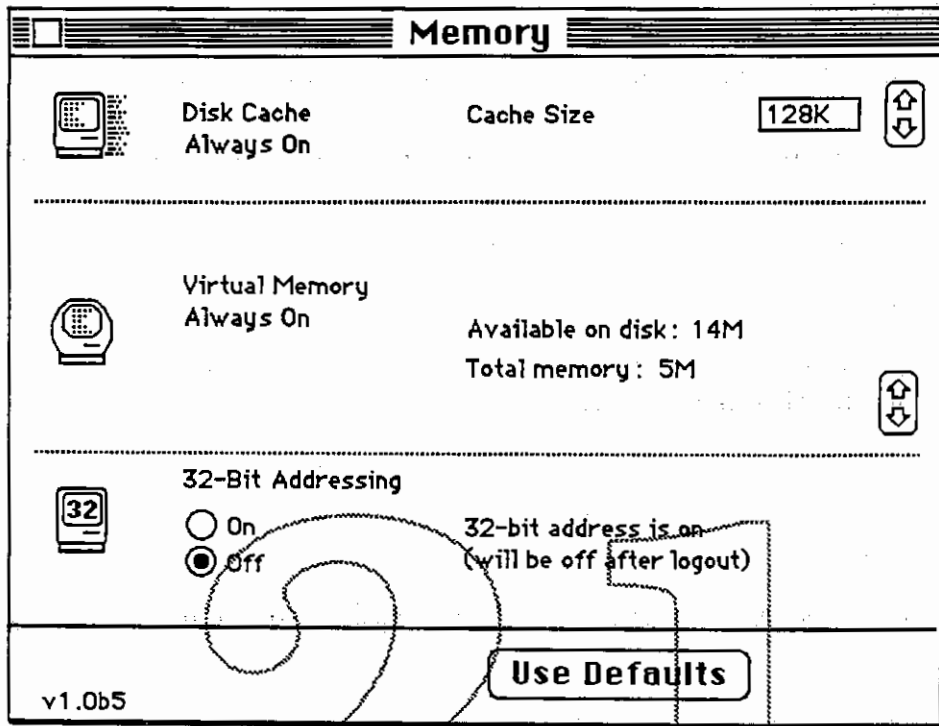 Memory
Disk Cache
Always On
Cache Size
128K
Virtual Memory
Always On
Available on disk: 14M
Total memory: 5M
32-Bit Addressing
32
On
Off
32-bit address is on
(will be off after logout)
Use Defaults
v1.0b5